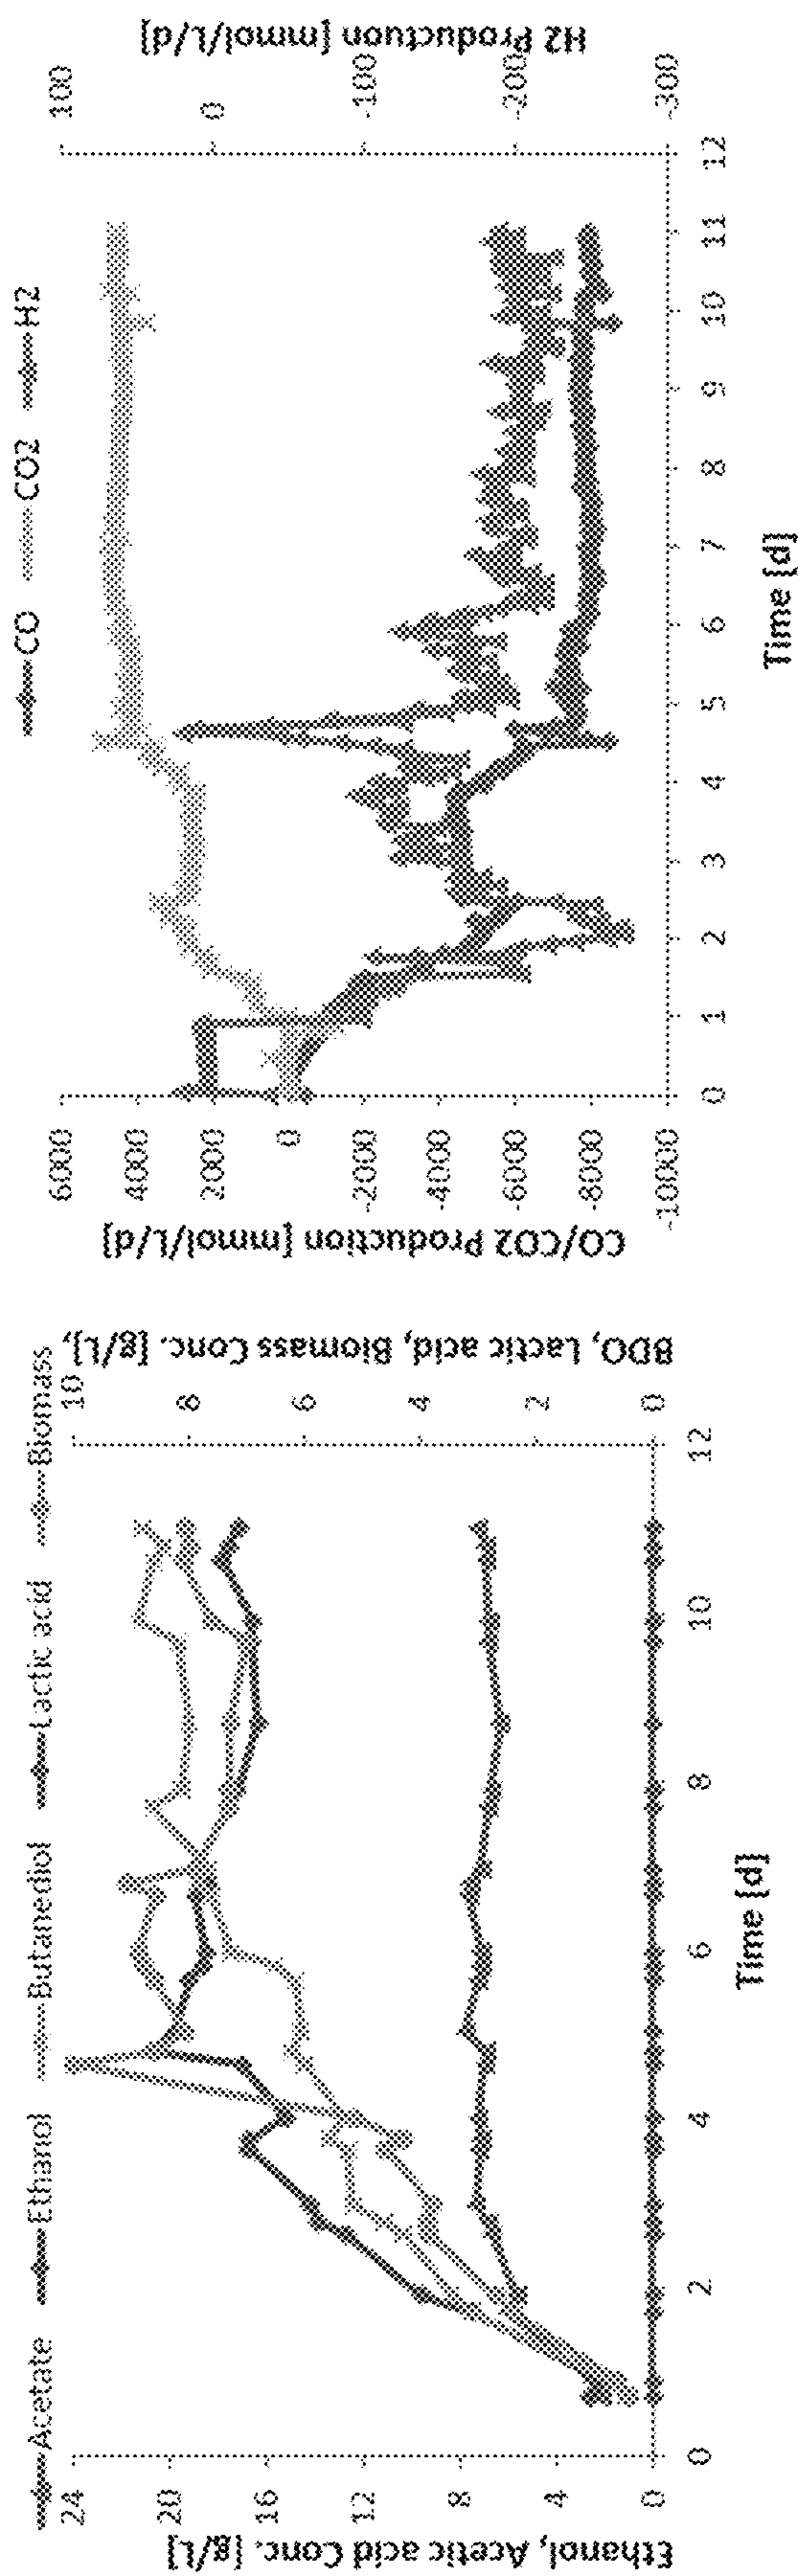 Acetate Ethanol Butanediol Lactic acid Biomass
Ethanol, Acetic acid Conc. [g/L]
24
20
16
12
8
4
0
10
8
6
4
2
0
BDO, Lactic acid, Biomass Conc. [g/L],
0 2 4 6 8 10 12
Time [d]
CO CO2 H2
CO/CO2 Production [mmol/L/d]
6000
4000
2000
0
-2000
-4000
-6000
-8000
-10000
100
0
-100
-200
-300
H2 Productuon [mmol/L/d]
0 1 2 3 4 5 6 7 8 9 10 11 12
Time [d]